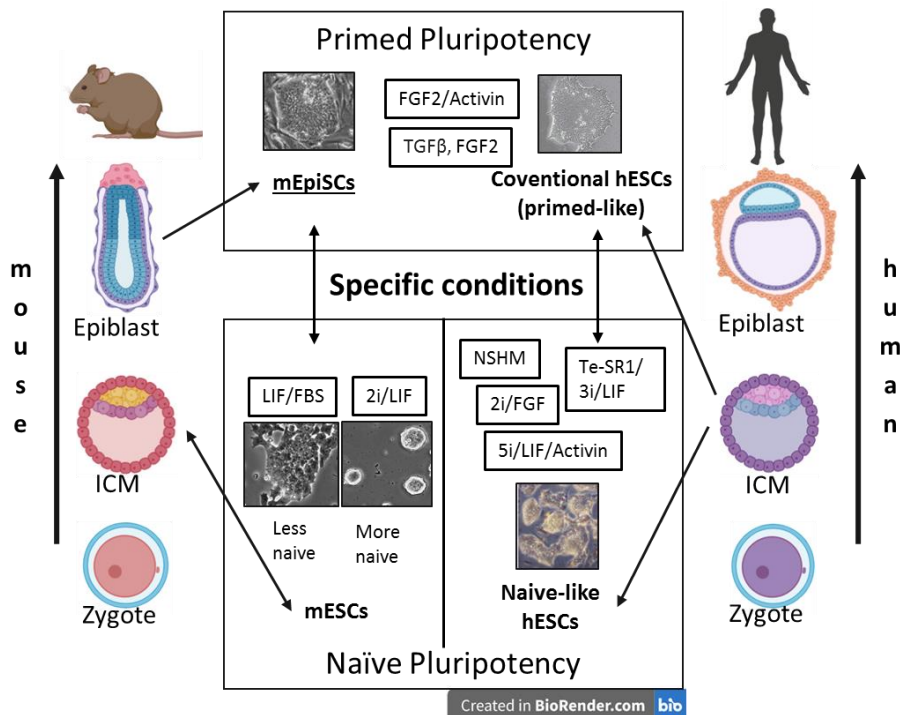 Primed Pluripotency
FGF2/Activin
TGFβ, FGF2
mEpiSCs
Coventional hESCs
(primed-like)
mouse
Epiblast
ICM
Zygote
Specific conditions
LIF/FBS
2i/LIF
Less
naive
More
naive
mESCs
NSHM
Te-SR1/
3i/LIF
2i/FGF
5i/LIF/Activin
Naive-like
hESCs
Naïve Pluripotency
human
Epiblast
ICM
Zygote
Created in BioRender.com bio